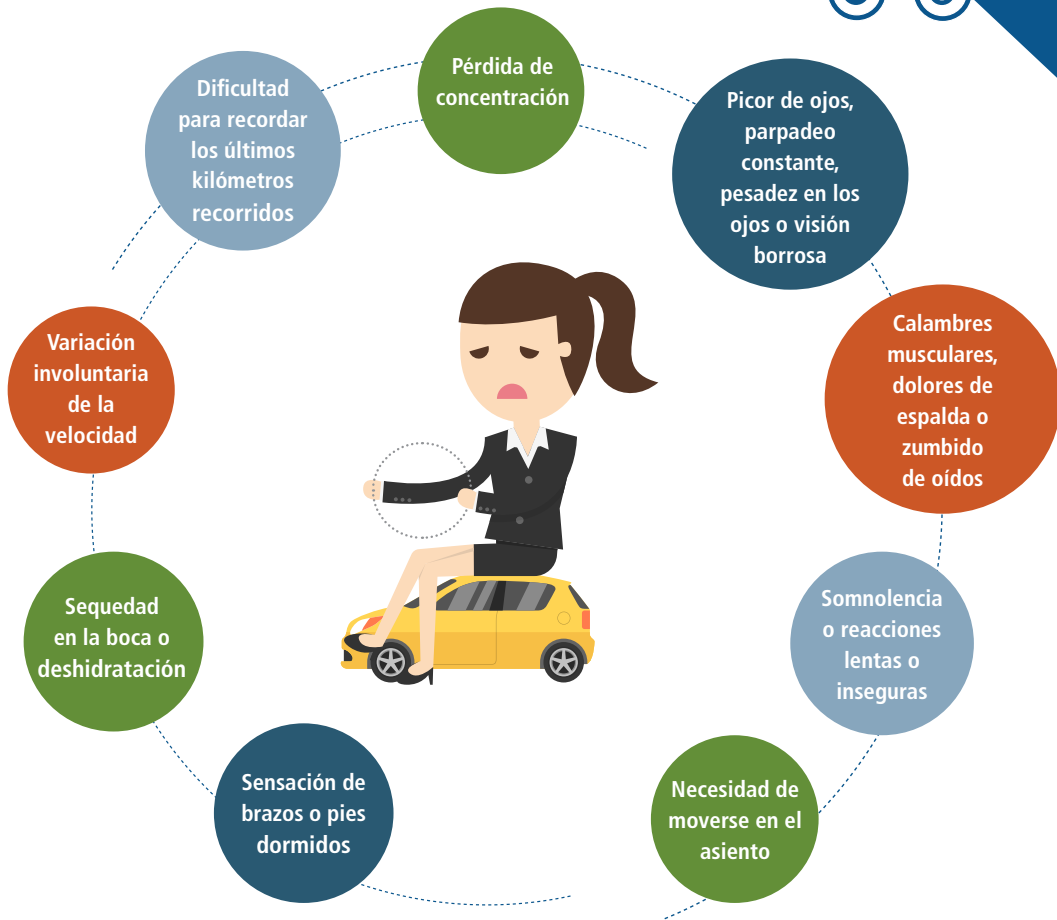 Pérdida de
concentración
Picor de ojos,
parpadeo
constante,
pesadez en los
ojos o visión
borrosa
Calambres
musculares,
dolores de
espalda o
zumbido
de oídos
Somnolencia
o reacciones
lentas o
inseguras
Necesidad de
moverse en el
asiento
Sensación de
brazos o pies
dormidos
Sequedad
en la boca o
deshidratación
Variación
involuntaria
de la
velocidad
Dificultad
para recordar
los últimos
kilómetros
recorridos